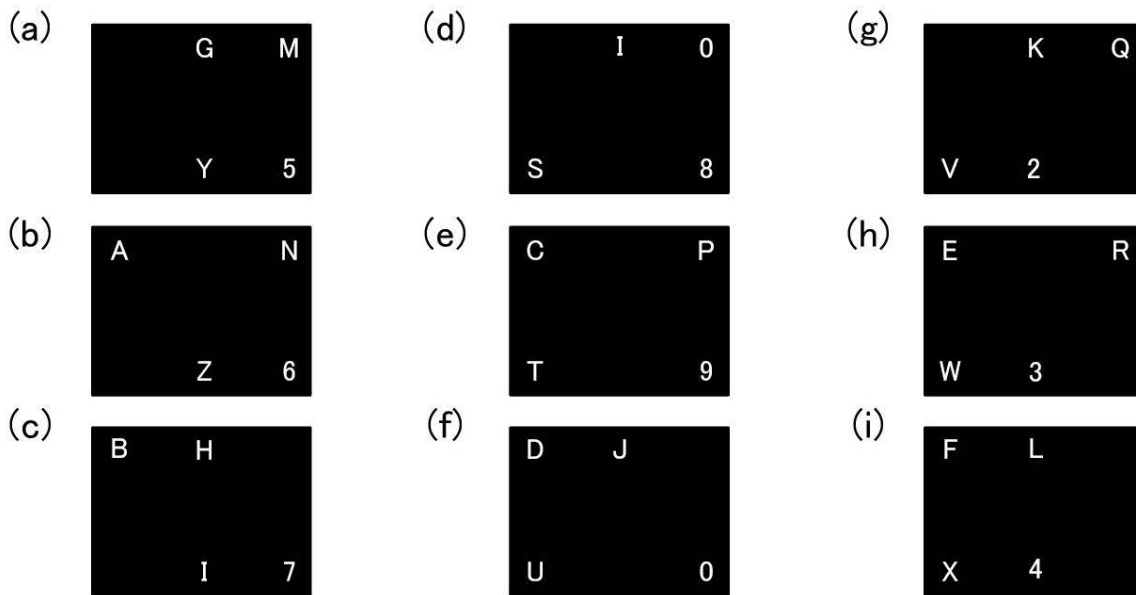 (a)
G M
Y 5
(b)
A N
Z 6
(c)
B H
I 7
(d)
I 0
S 8
(e)
C P
T 9
(f)
D J
U 0
(g)
K Q
V 2
(h)
E R
W 3
(i)
F L
X 4